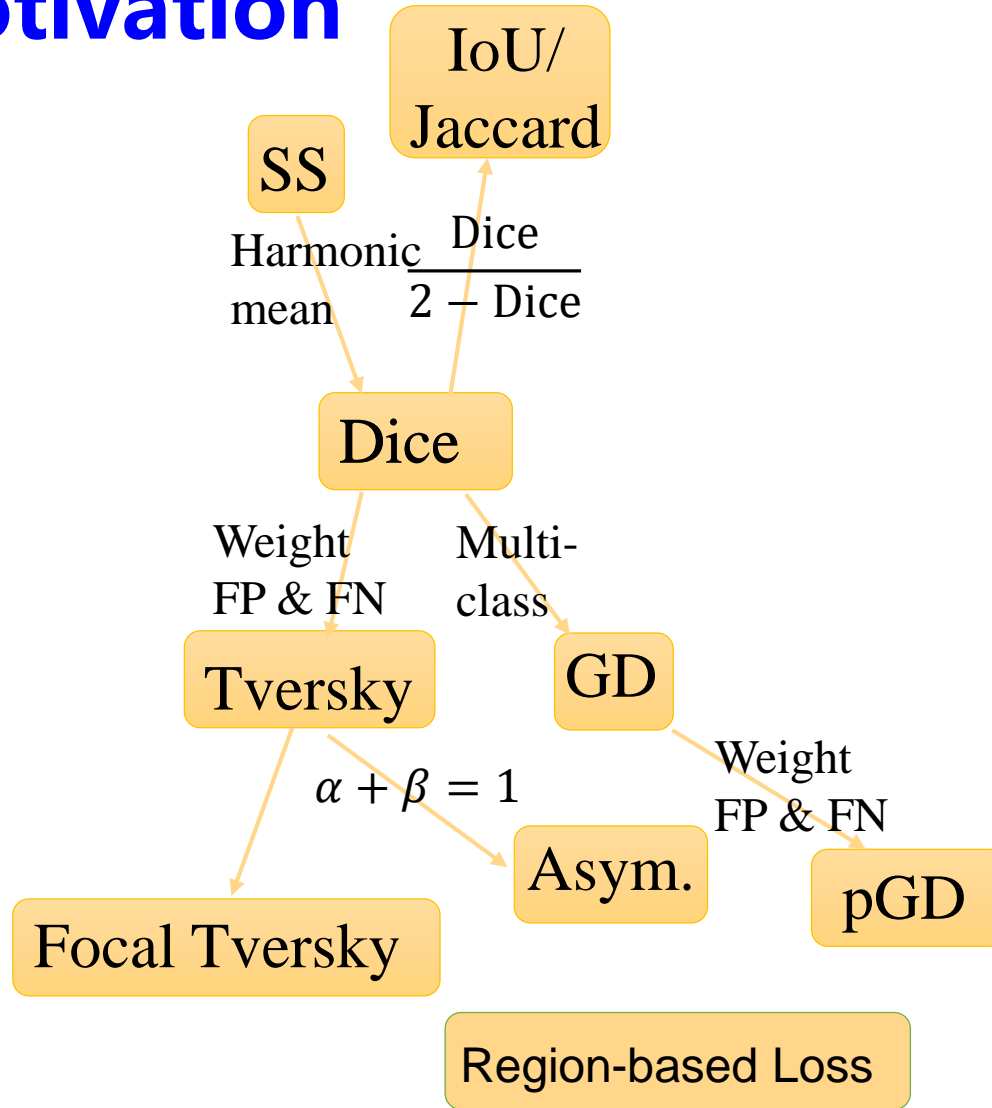 otivation
IoU/
Jaccard
SS
Harmonic
mean
Dice
2 − Dice
Dice
Weight
FP & FN
Multi-
class
Tversky
GD
α + β = 1
Weight
FP & FN
Asym.
pGD
Focal Tversky
Region-based Loss